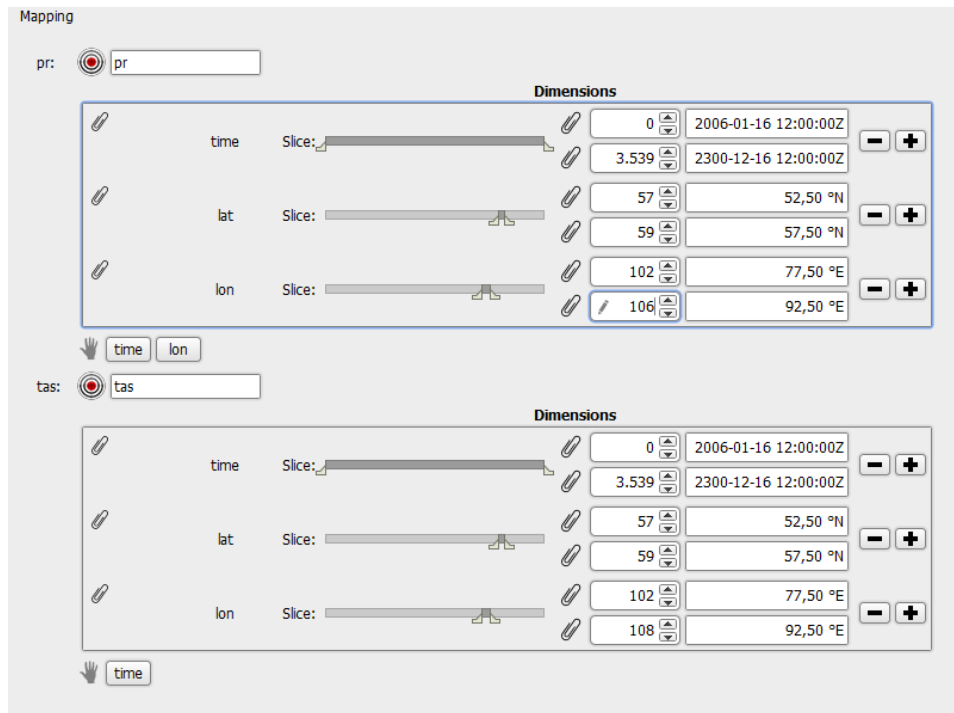 Mapping
pr: pr
Dimensions
time Slice: 0 2006-01-16 12:00:00Z
3.539 2300-12-16 12:00:00Z
lat Slice: 57 52,50 °N
59 57,50 °N
lon Slice: 102 77,50 °E
106 92,50 °E
time lon
tas: tas
Dimensions
time Slice: 0 2006-01-16 12:00:00Z
3.539 2300-12-16 12:00:00Z
lat Slice: 57 52,50 °N
59 57,50 °N
lon Slice: 102 77,50 °E
108 92,50 °E
time